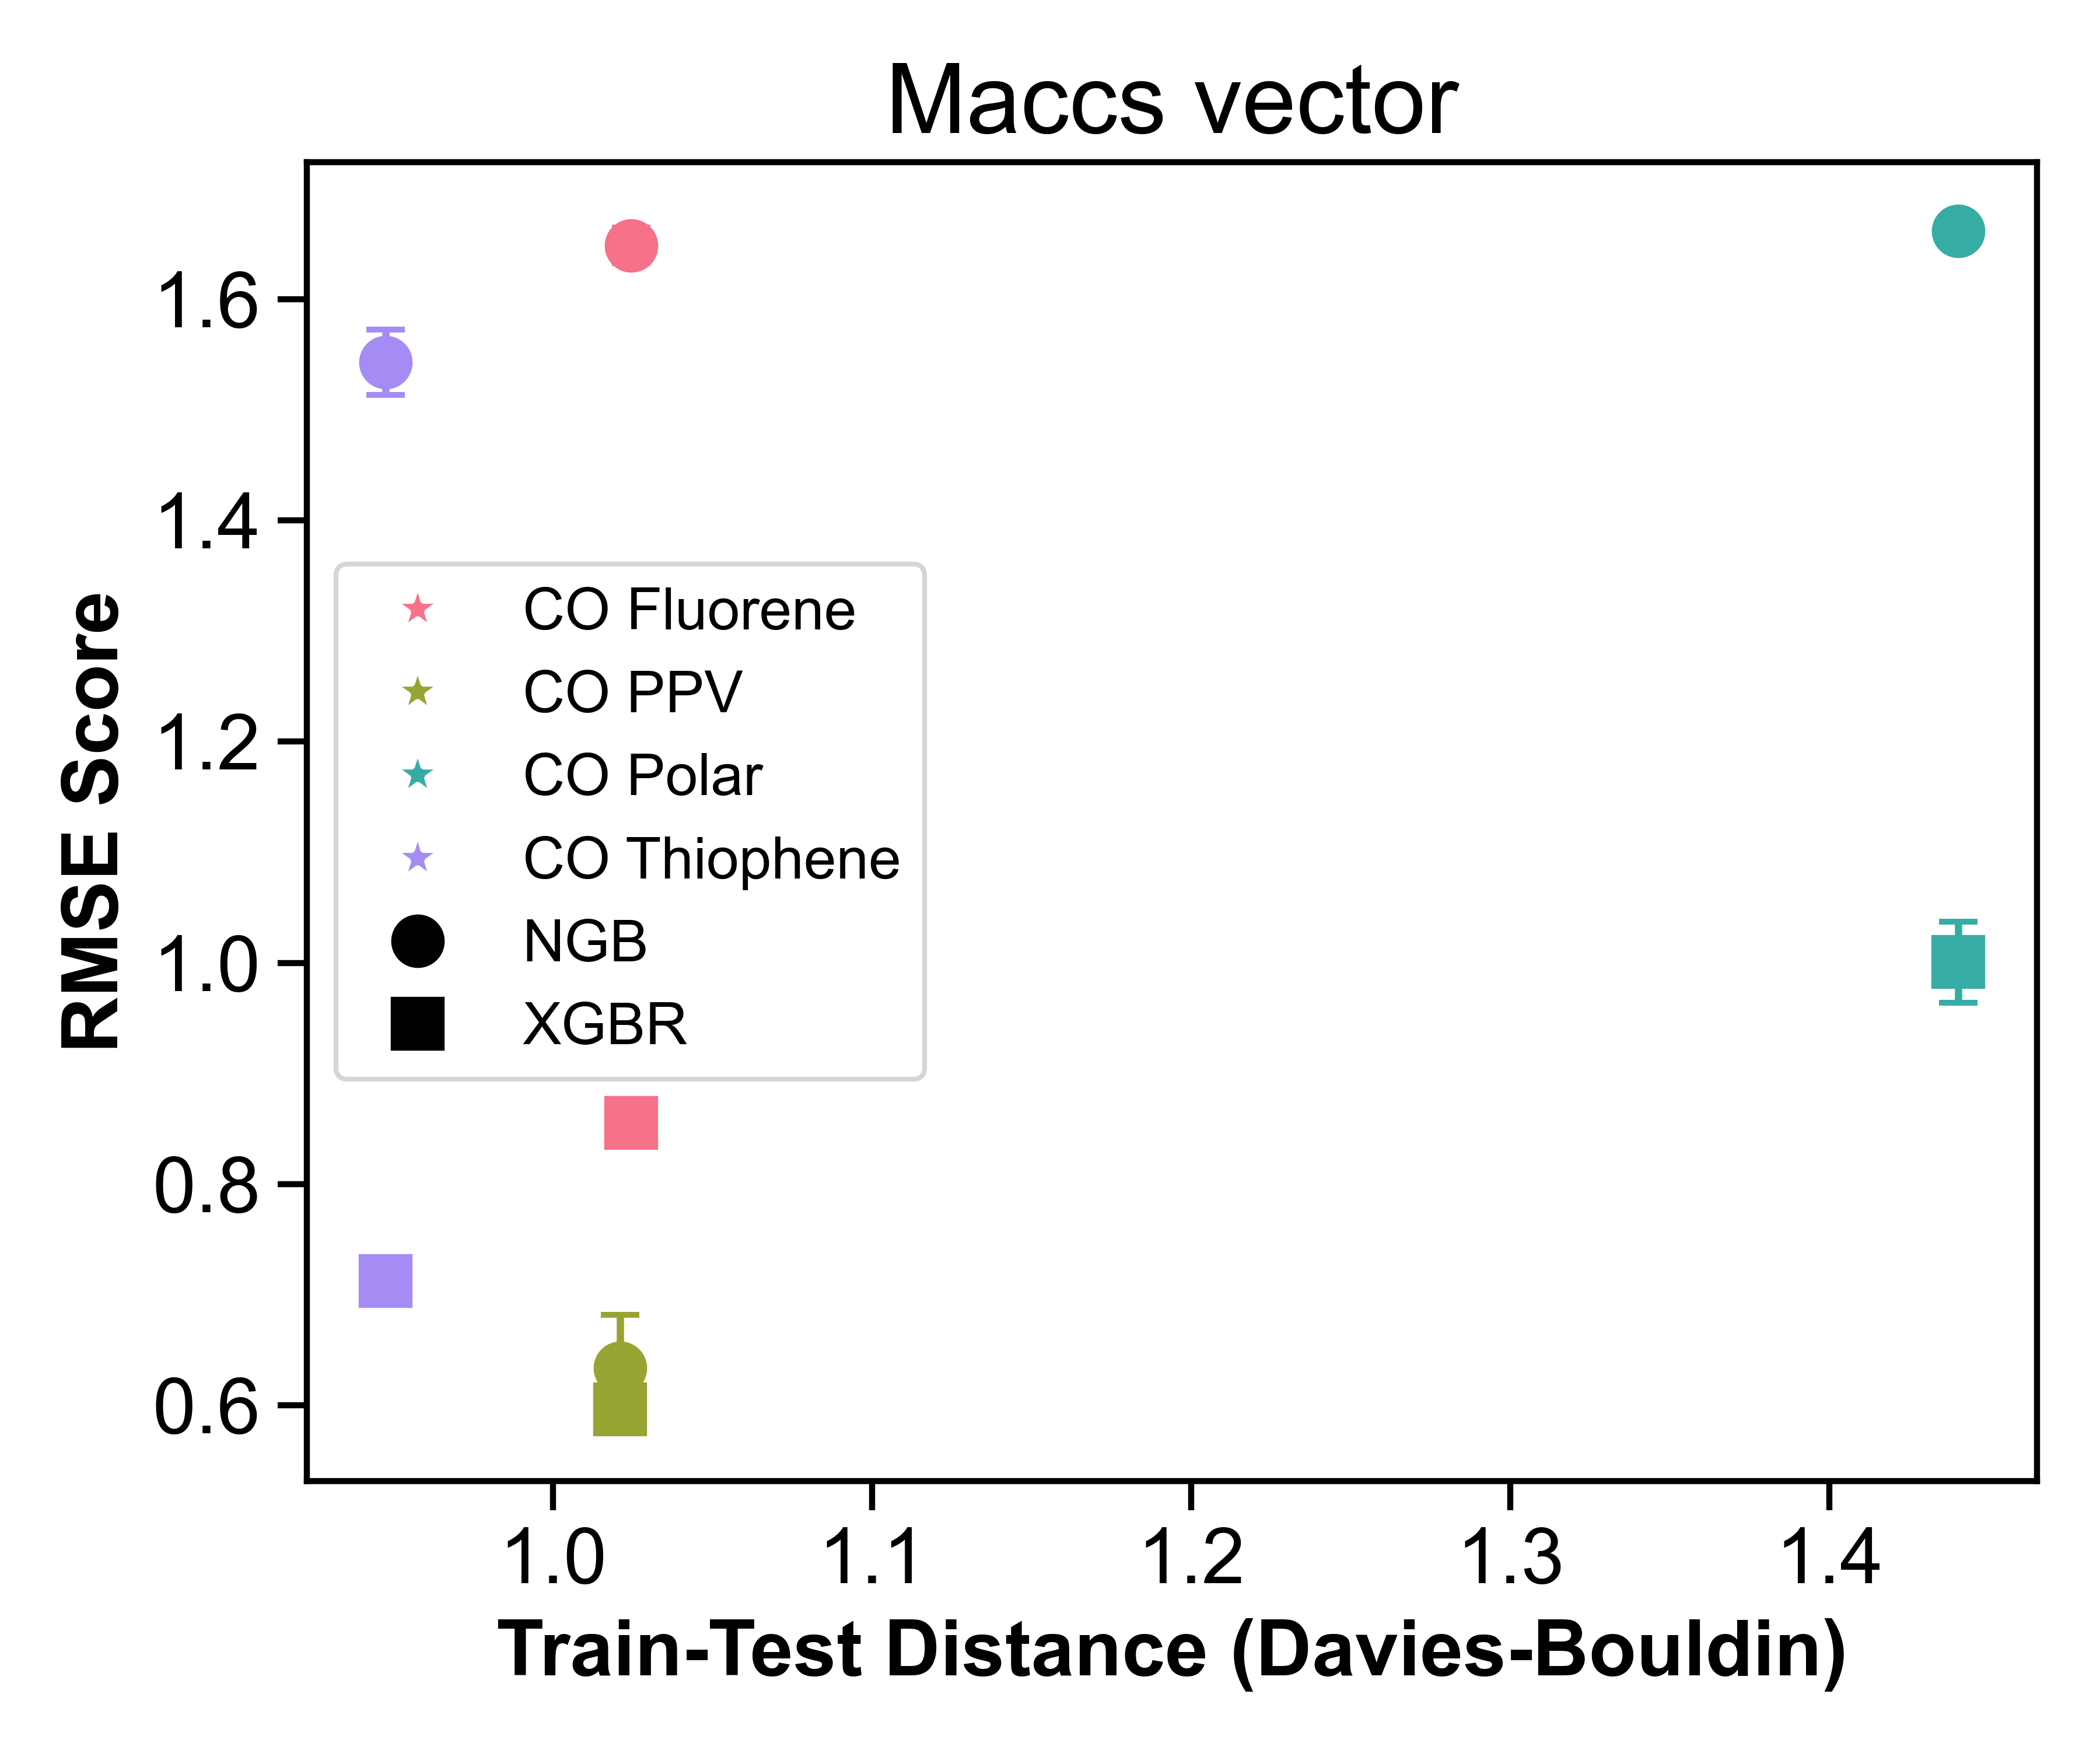 Maccs vector
RMSE Score
1.6
1.4
1.2
1.0
0.8
0.6
CO Fluorene
CO PPV
CO Polar
CO Thiophene
NGB
XGBR
1.0 1.1 1.2 1.3 1.4
Train-Test Distance (Davies-Bouldin)